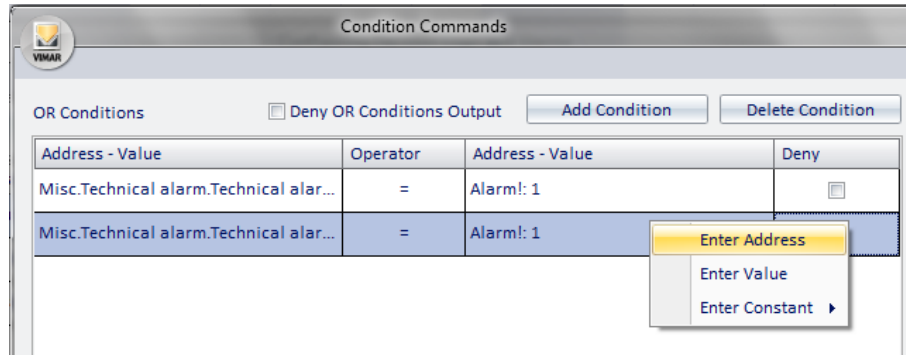 Condition Commands
VIMAR
OR Conditions Deny OR Conditions Output Add Condition Delete Condition
Address - Value Operator Address - Value Deny
Misc.Technical alarm.Technical alar... = Alarm!: 1
Misc.Technical alarm.Technical alar... = Alarm!: 1
Enter Address
Enter Value
Enter Constant